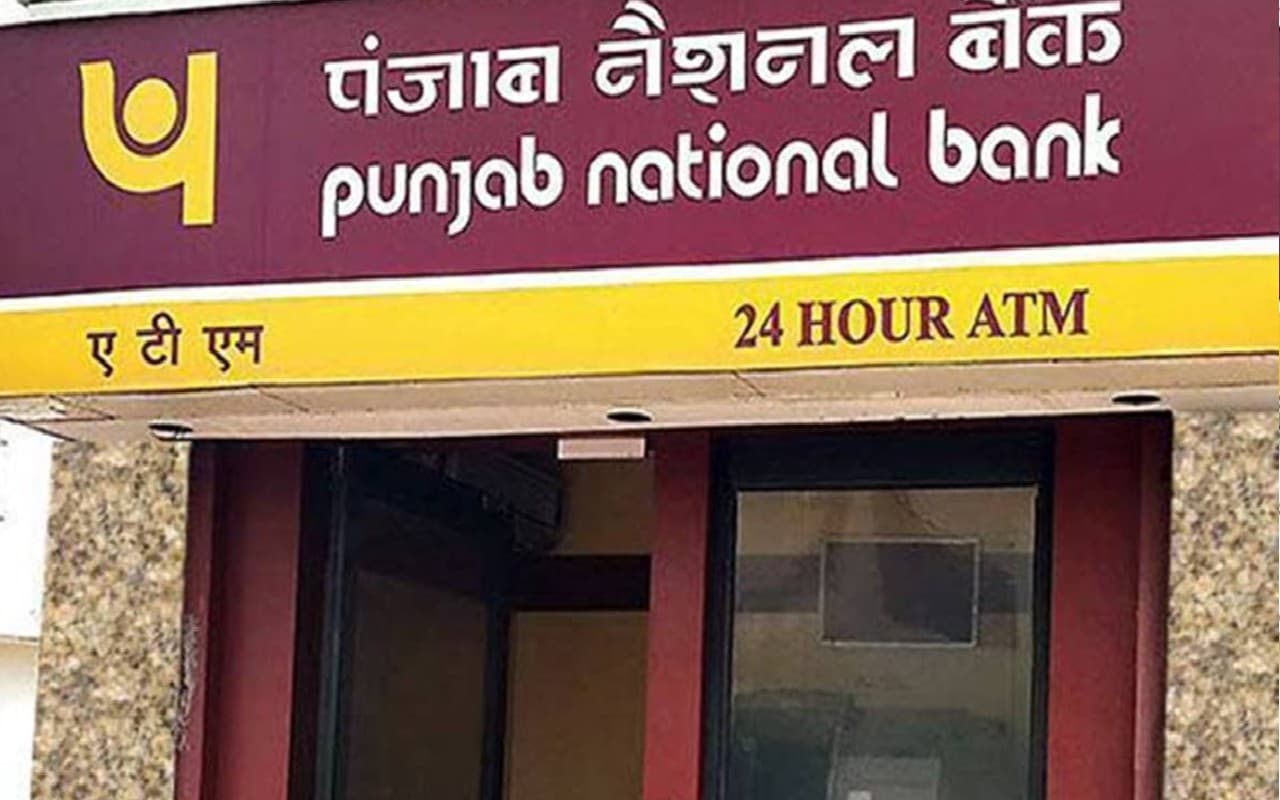 पंजाब नैशनल बैंक
punjab national bank
ए टी एम
24 HOUR ATM